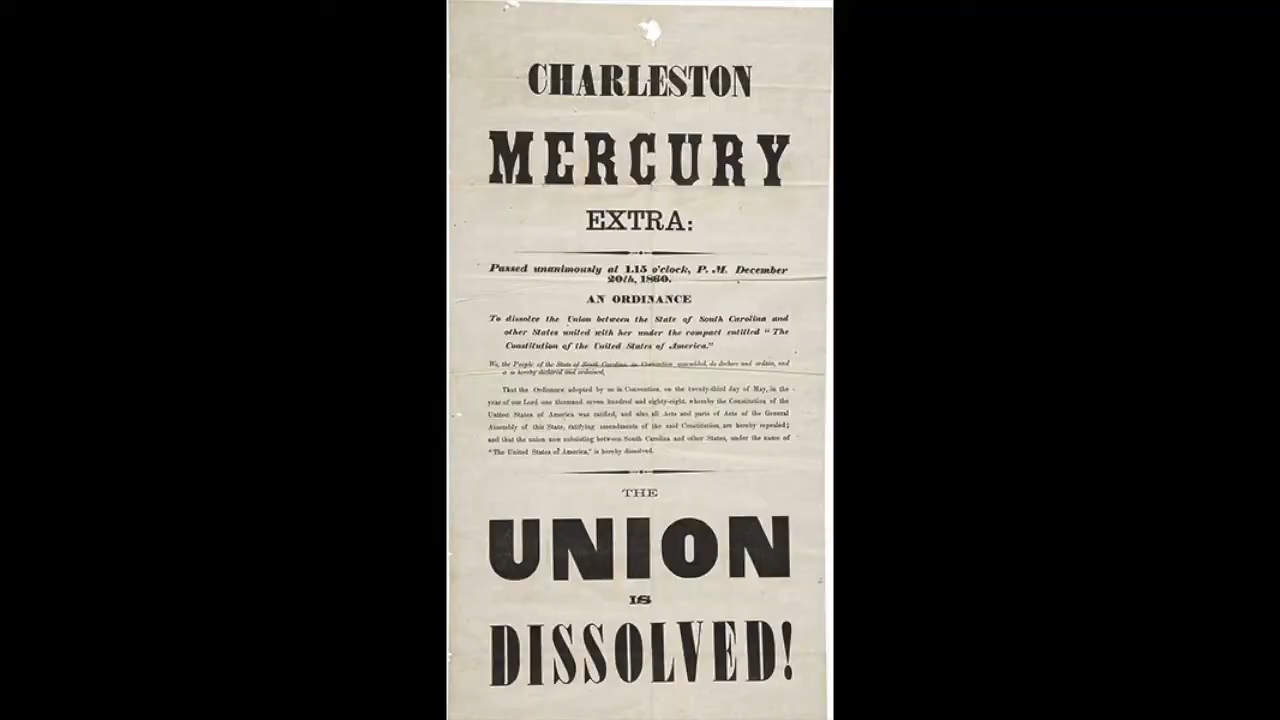 CHARLESTON
MERCURY
EXTRA:
Passed unanimously at 1.15 o'clock, P. M. December
20th, 1860.
AN ORDINANCE
To dissolve the Union between the State of South Carolina and
other States united with her under the compact entitled "The
Constitution of the United States of America."
We, the People of the State of South Carolina, in Convention assembled, do declare and ordain, and
it is hereby declared and ordained,
That the Ordinance adopted by us in Convention, on the twenty-third day of May, in the
year of our Lord one thousand seven hundred and eighty-eight, whereby the Constitution of the
United States of America was ratified, and also, all Acts and parts of Acts of the General
Assembly of this State, ratifying amendments of the said Constitution, are hereby repealed;
and that the union now subsisting between South Carolina and other States, under the name of
"The United States of America," is hereby dissolved.
THE
UNION
IS
DISSOLVED!